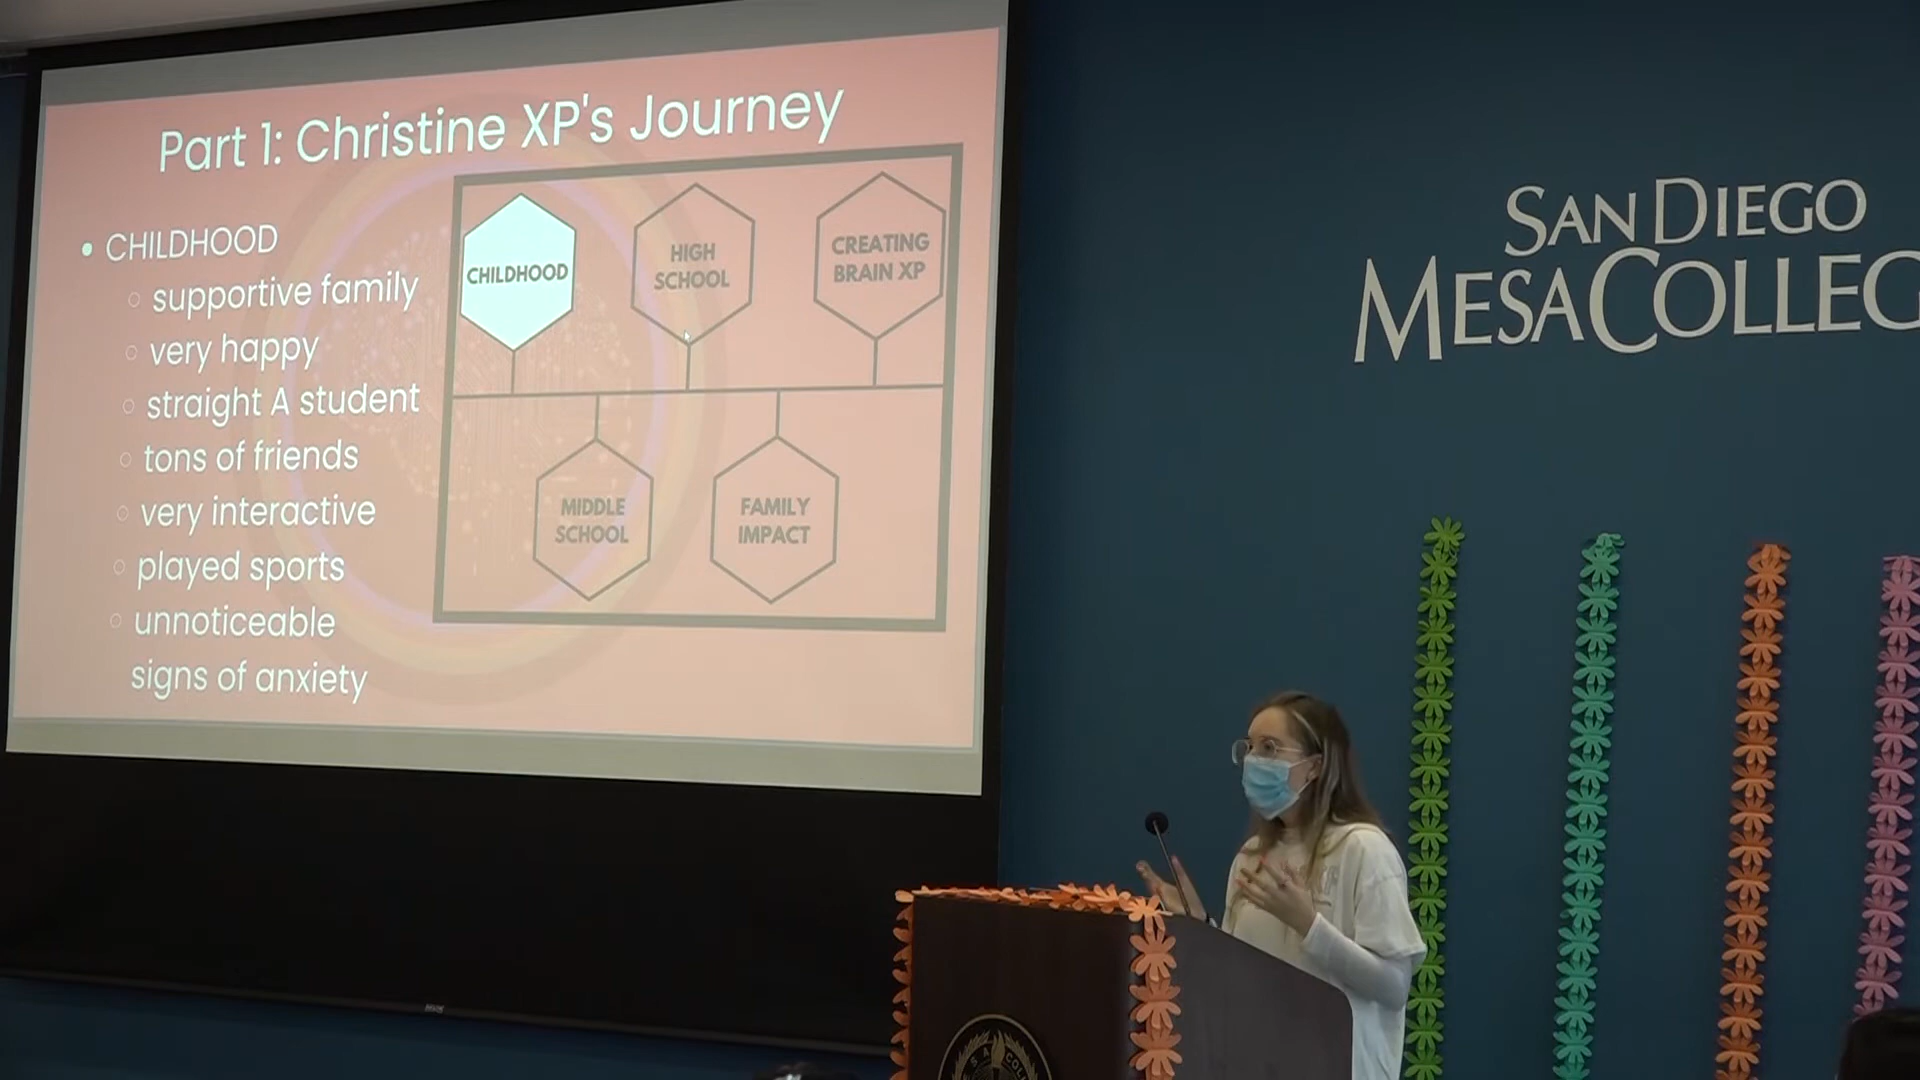 Part 1: Christine XP's Journey
CHILDHOOD
supportive family
very happy
straight A student
tons of friends
very interactive
played sports
unnoticeable
signs of anxiety
CHILDHOOD
HIGH
SCHOOL
CREATING
BRAIN XP
MIDDLE
SCHOOL
FAMILY
IMPACT
SAN DIEGO
MESA COLLEG